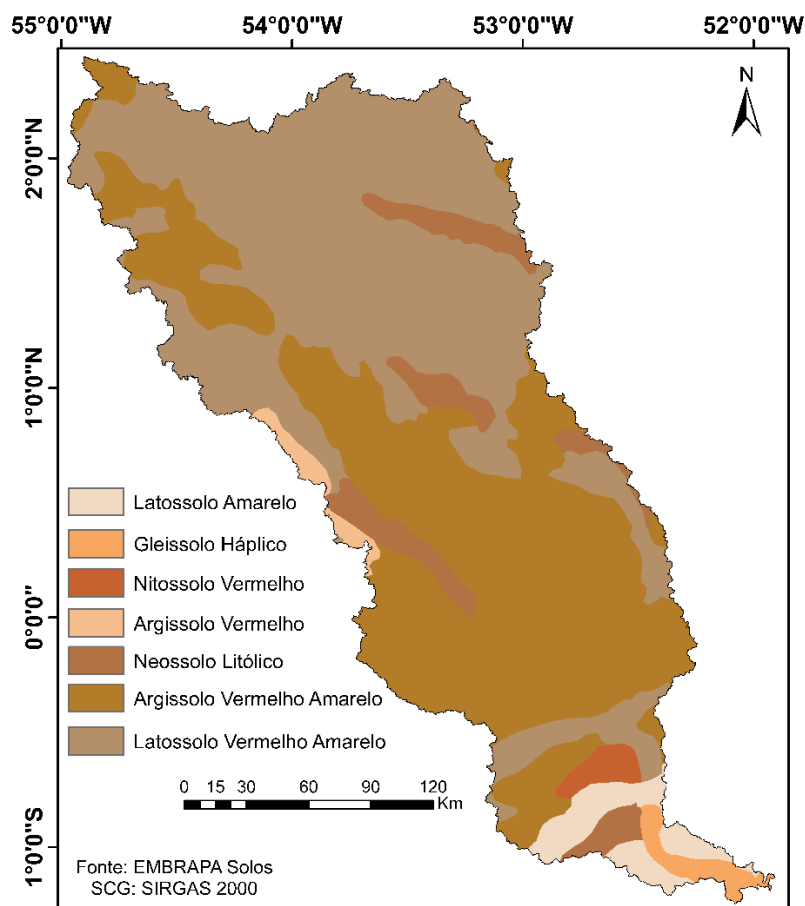 55°0'0"W 54°0'0"W 53°0'0"W 52°0'0"W
N
2°0'0"N
1°0'0"N
0°0'0"
1°0'0"S
Latossolo Amarelo
Gleissolo Háplico
Nitossolo Vermelho
Argissolo Vermelho
Neossolo Litólico
Argissolo Vermelho Amarelo
Latossolo Vermelho Amarelo
0 15 30 60 90 120
Km
Fonte: EMBRAPA Solos
SCG: SIRGAS 2000